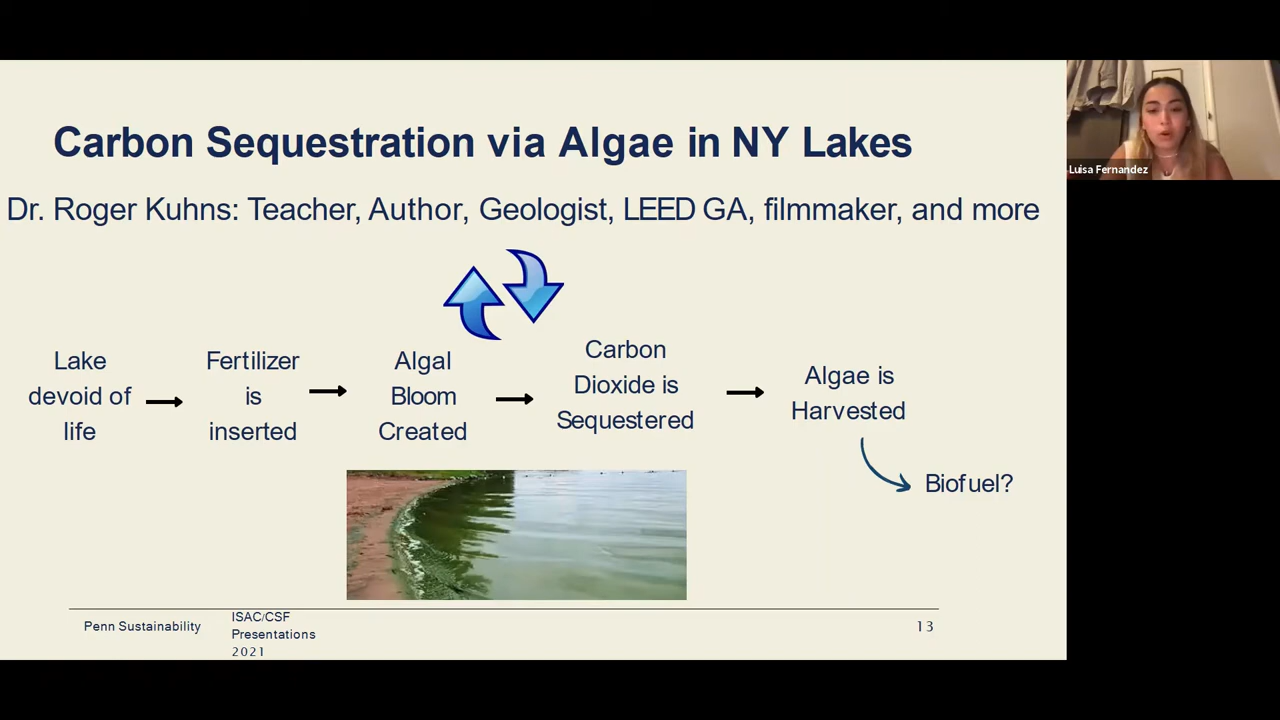 Carbon Sequestration via Algae in NY Lakes
Luisa Fernandez
Dr. Roger Kuhns: Teacher, Author, Geologist, LEED GA, filmmaker, and more
Lake
devoid of
life
Fertilizer
is
inserted
Algal
Bloom
Created
Carbon
Dioxide is
Sequestered
Algae is
Harvested
Biofuel?
Penn Sustainability
ISAC/CSF
Presentations
2021
13